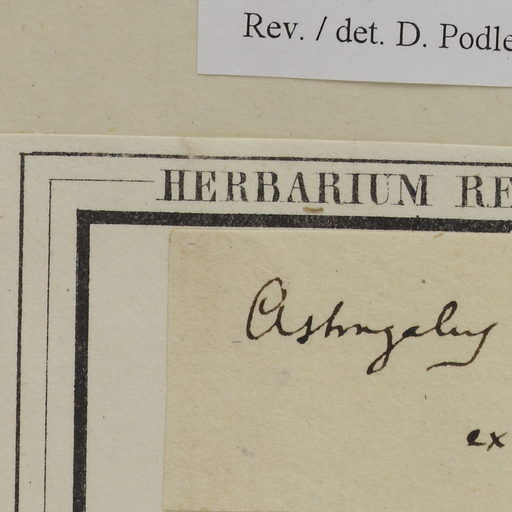 Rev. / det. D. Podle
HERBARIUM RE
Astragalus
ex